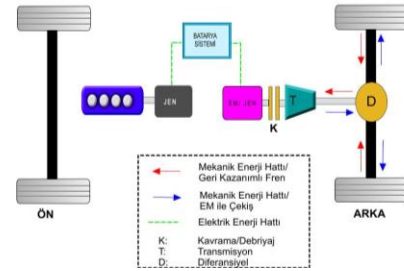 BATARYA
SİSTEMİ
JEN
EM/ JEN
T
D
K
ÖN
ARKA
Mekanik Enerji Hattı/
Geri Kazanımlı Fren
Mekanik Enerji Hattı/
EM ile Çekiş
Elektrik Enerji Hattı
K: Kavrama/Debriyaj
T: Transmisyon
D: Diferansiyel